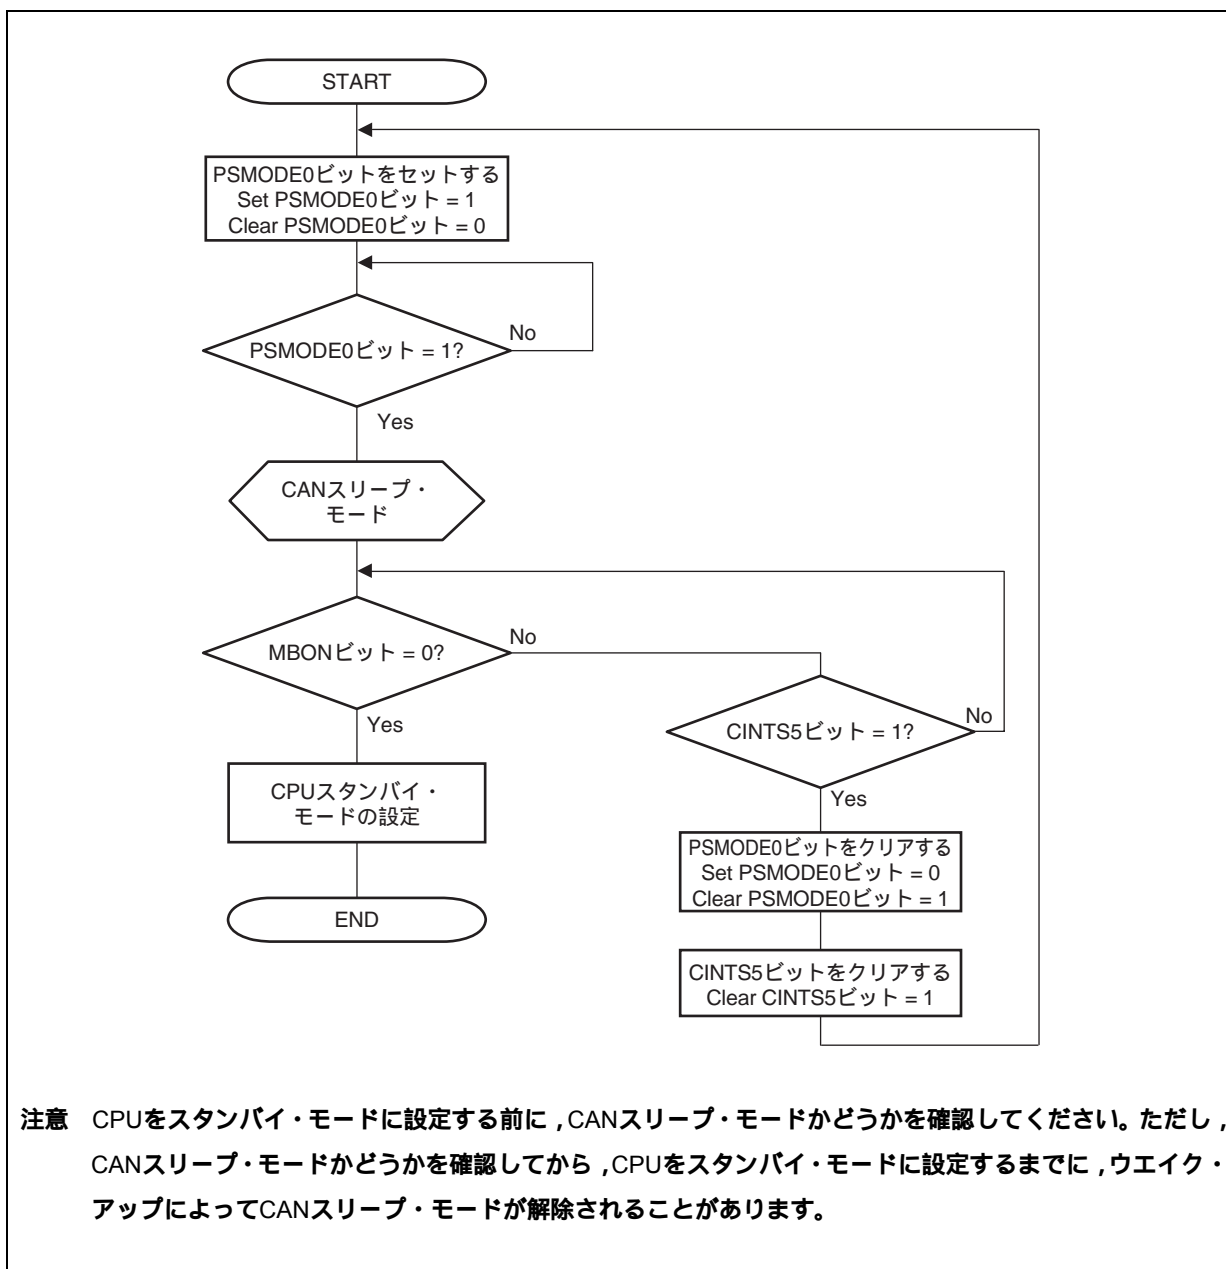 START
PSMODE0ビットをセットする
Set PSMODE0ビット = 1
Clear PSMODE0ビット = 0
PSMODE0ビット = 1?
No
Yes
CANスリープ・
モード
MBONビット = 0?
No
Yes
CINTS5ビット = 1?
No
Yes
CPUスタンバイ・
モードの設定
PSMODE0ビットをクリアする
Set PSMODE0ビット = 0
Clear PSMODE0ビット = 1
END
CINTS5ビットをクリアする
Clear CINTS5ビット = 1
注意 CPUをスタンバイ・モードに設定する前に，CANスリープ・モードかどうかを確認してください。ただし，
CANスリープ・モードかどうかを確認してから，CPUをスタンバイ・モードに設定するまでに，ウエイク・
アップによってCANスリープ・モードが解除されることがあります。